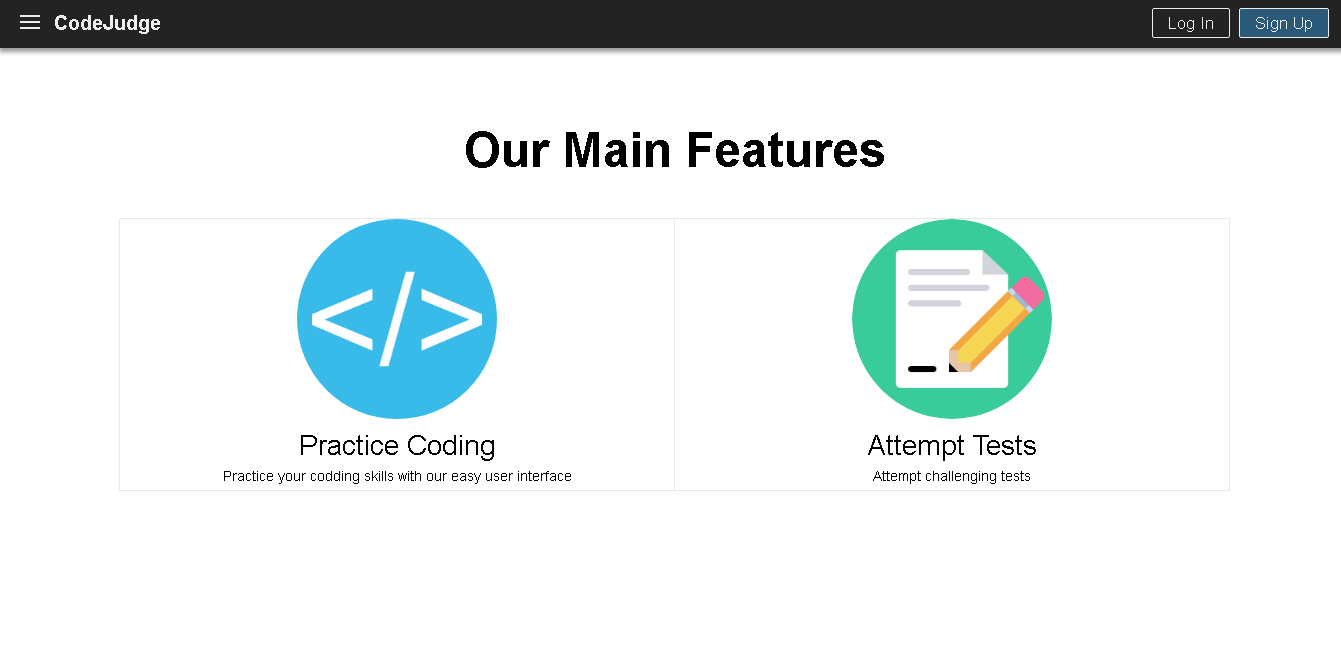 CodeJudge
Log In
Sign Up
Our Main Features
</>
Practice Coding
Practice your codding skills with our easy user interface
Attempt Tests
Attempt challenging tests